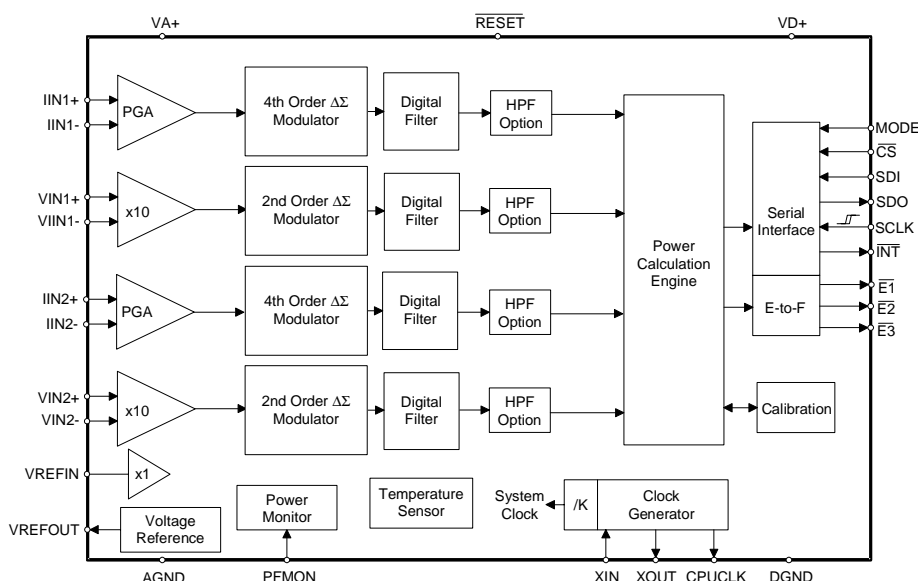 VA+
RESET
VD+
IIN1+
IIN1-
PGA
4th Order ΔΣ
Modulator
Digital
Filter
HPF
Option
VIN1+
VIIN1-
x10
2nd Order ΔΣ
Modulator
Digital
Filter
HPF
Option
IIN2+
IIN2-
PGA
4th Order ΔΣ
Modulator
Digital
Filter
HPF
Option
VIN2+
VIN2-
x10
2nd Order ΔΣ
Modulator
Digital
Filter
HPF
Option
Power
Calculation
Engine
Serial
Interface
E-to-F
Calibration
MODE
CS
SDI
SDO
SCLK
INT
E1
E2
E3
VREFIN
x1
VREFOUT
Voltage
Reference
Power
Monitor
Temperature
Sensor
System
Clock
/K
Clock
Generator
AGND
PFMON
XIN
XOUT
CPUCLK
DGND